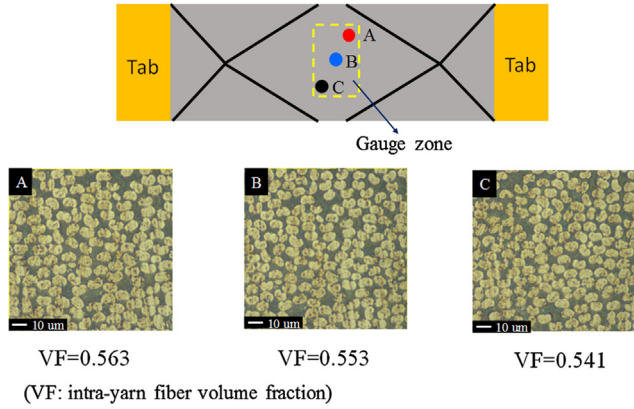 Tab
A
B
C
Tab
Gauge zone
A
B
C
10 um
10 um
10 um
VF=0.563
VF=0.553
VF=0.541
(VF: intra-yarn fiber volume fraction)